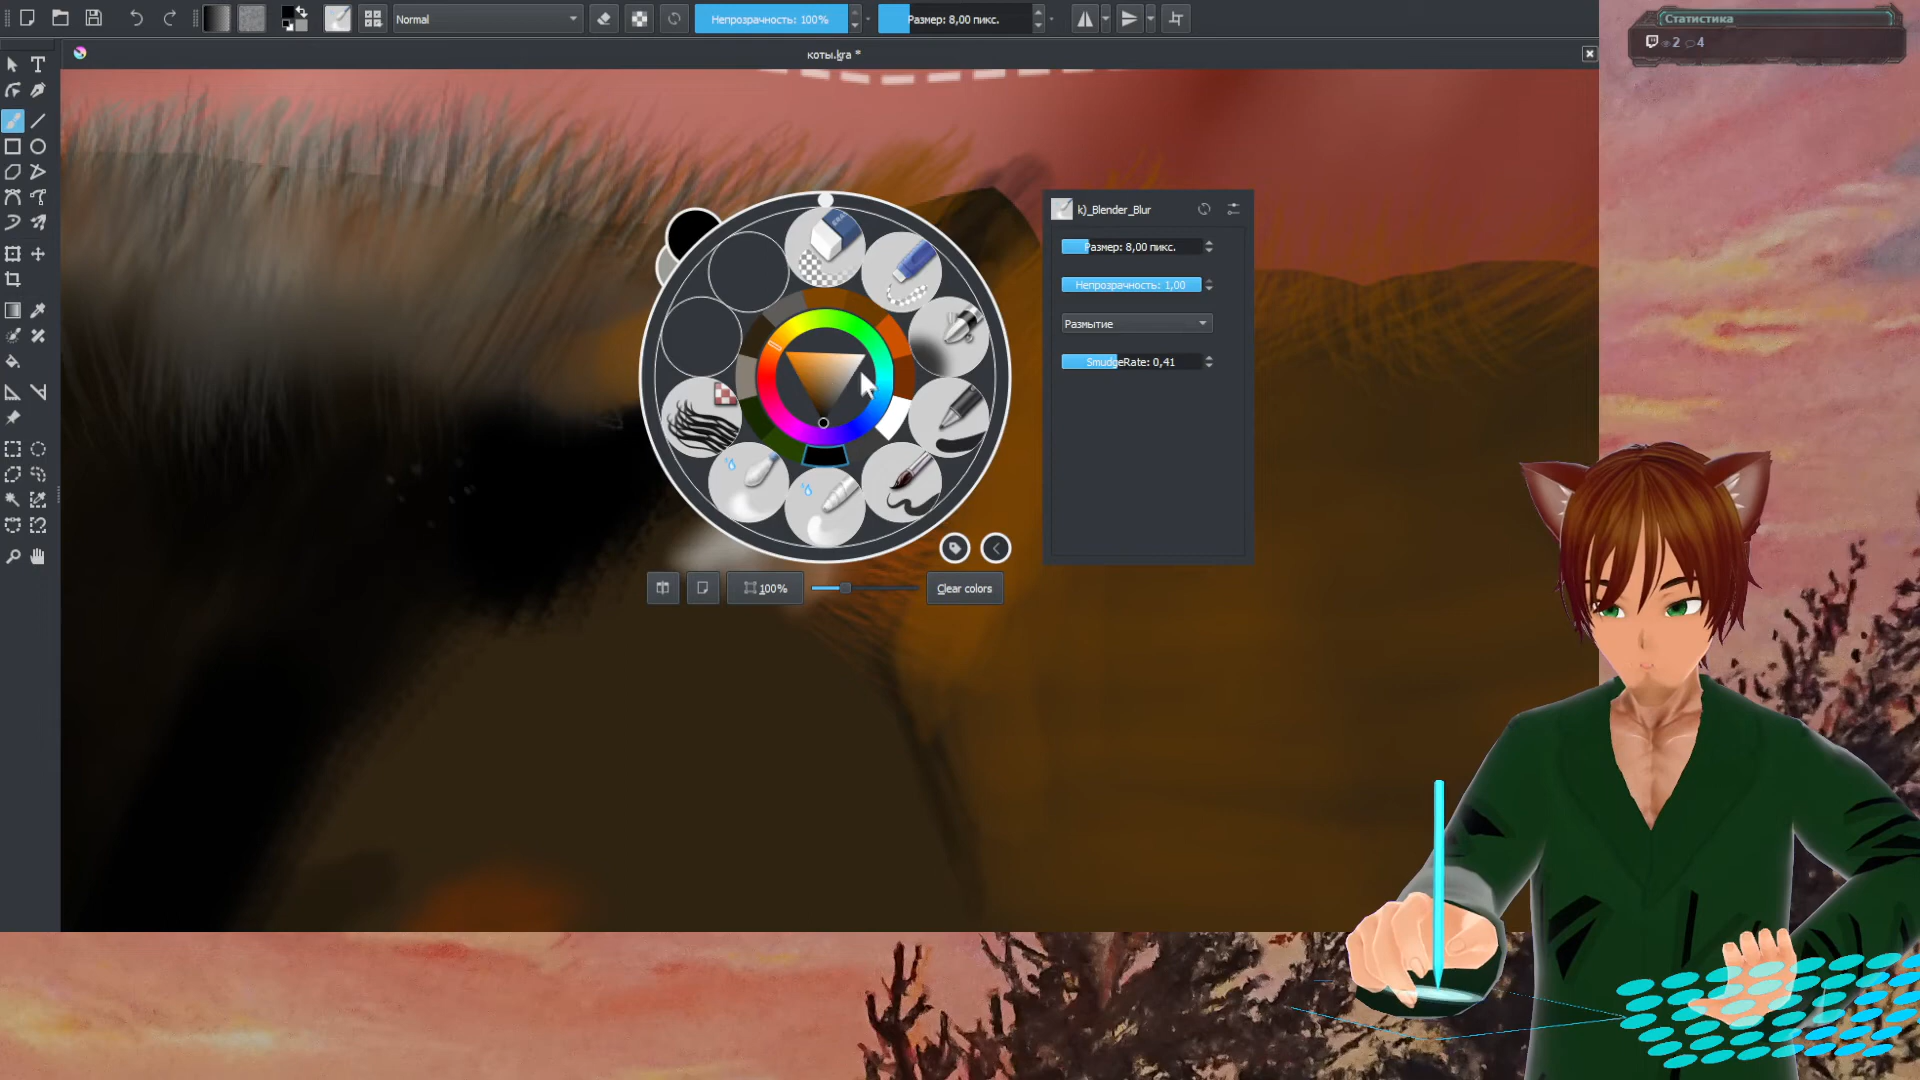 Normal
Непрозрачность: 100%
Размер: 8,00 пикс.
Статистика
2 4
коты.kra *
k)_Blender_Blur
Размер: 8,00 пикс.
Непрозрачность: 1,00
Размытие
SmudgeRate: 0,41
100%
Clear colors